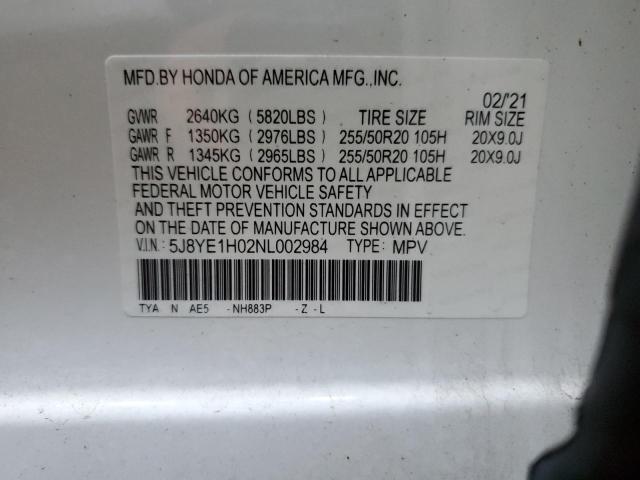 MFD.BY HONDA OF AMERICA MFG.,INC.
02/'21
GVWR 2640KG ( 5820LBS ) TIRE SIZE RIM SIZE
GAWR F 1350KG ( 2976LBS ) 255/50R20 105H 20X9.0J
GAWR R 1345KG ( 2965LBS ) 255/50R20 105H 20X9.0J
THIS VEHICLE CONFORMS TO ALL APPLICABLE
FEDERAL MOTOR VEHICLE SAFETY
AND THEFT PREVENTION STANDARDS IN EFFECT
ON THE DATE OF MANUFACTURE SHOWN ABOVE.
V.I.N: 5J8YE1H02NL002984 TYPE: MPV
TYA N AE5 -NH883P -Z -L